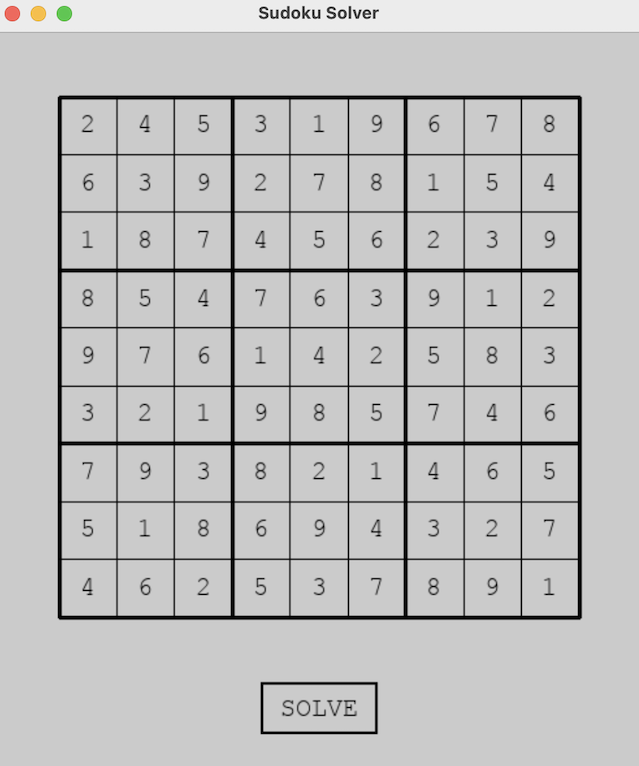 Sudoku Solver
2 4 5 3 1 9 6 7 8
6 3 9 2 7 8 1 5 4
1 8 7 4 5 6 2 3 9
8 5 4 7 6 3 9 1 2
9 7 6 1 4 2 5 8 3
3 2 1 9 8 5 7 4 6
7 9 3 8 2 1 4 6 5
5 1 8 6 9 4 3 2 7
4 6 2 5 3 7 8 9 1
SOLVE